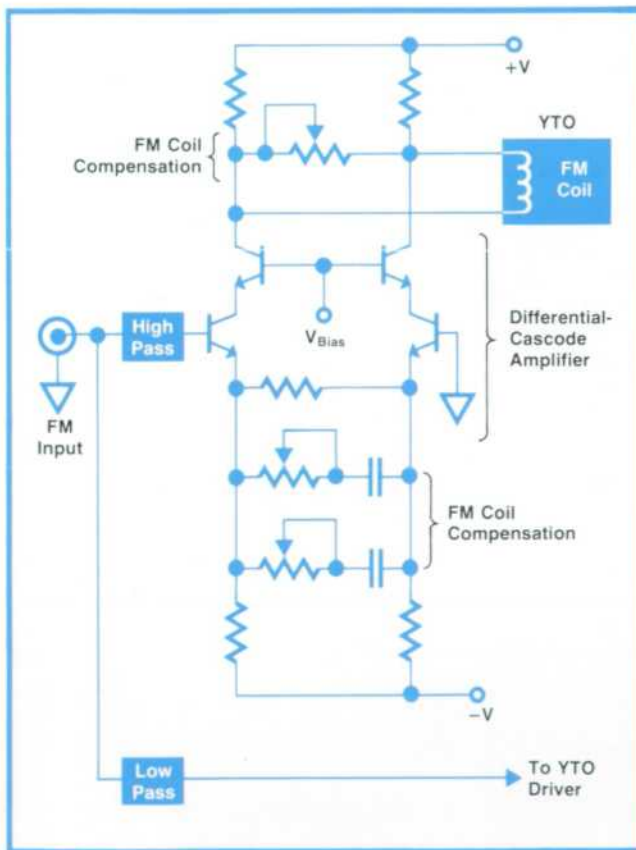 +V
YTO
FM Coil
Compensation
FM
Coil
High
Pass
V_Bias
Differential-
Cascode
Amplifier
FM
Input
FM Coil
Compensation
−V
Low
Pass
To YTO
Driver